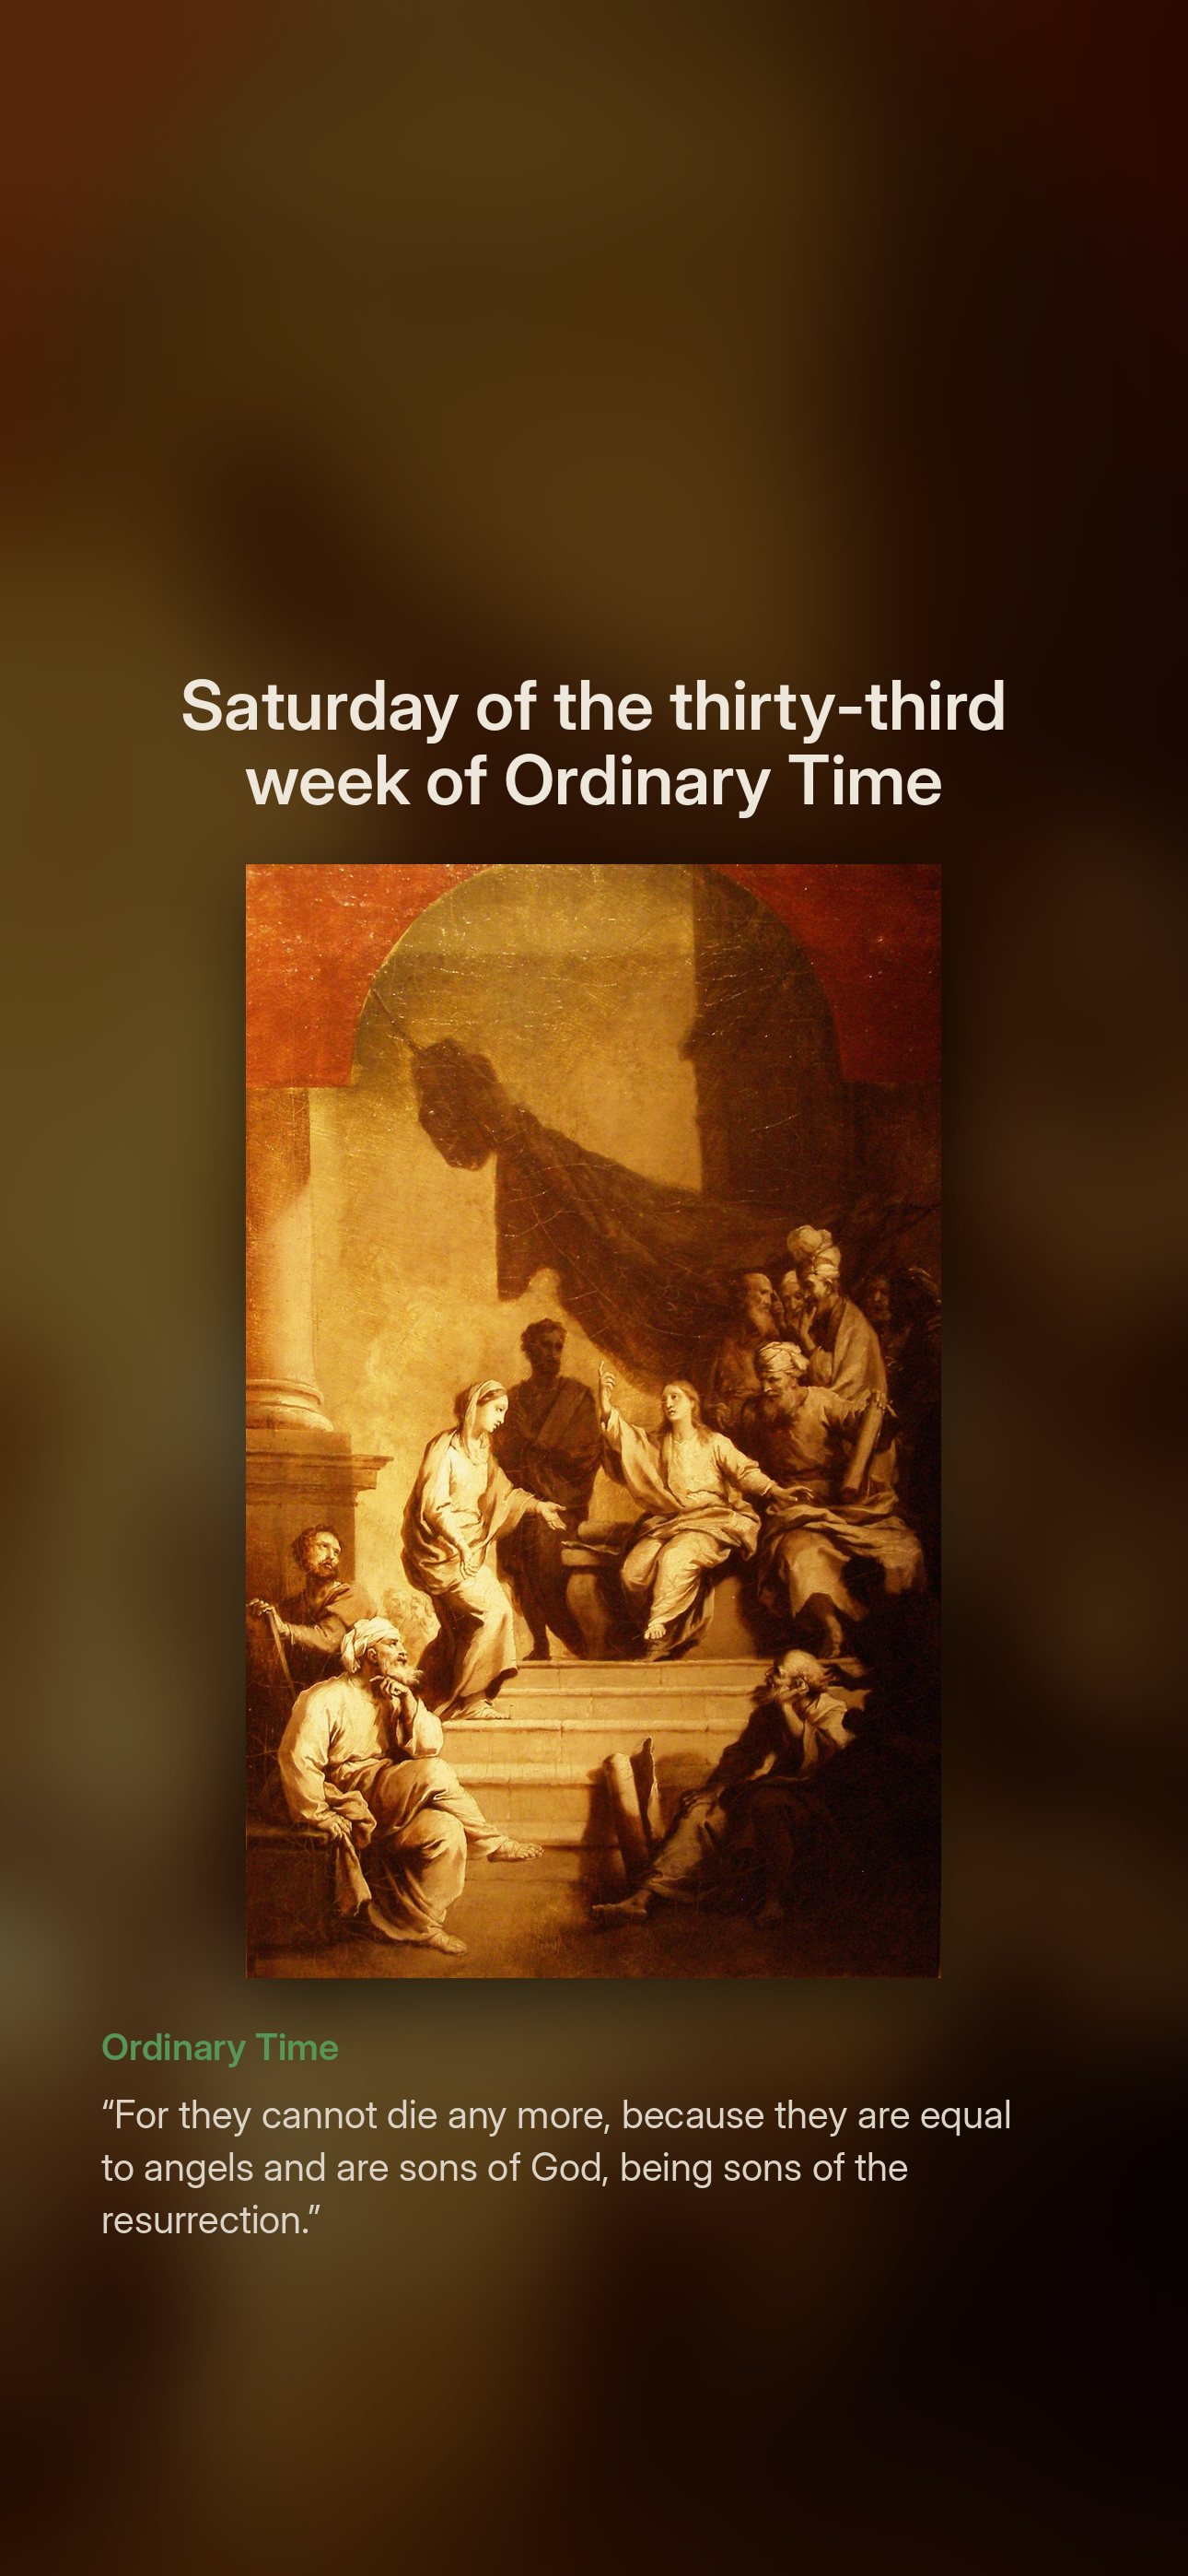 Saturday of the thirty-third
week of Ordinary Time
Ordinary Time
“For they cannot die any more, because they are equal
to angels and are sons of God, being sons of the
resurrection.”